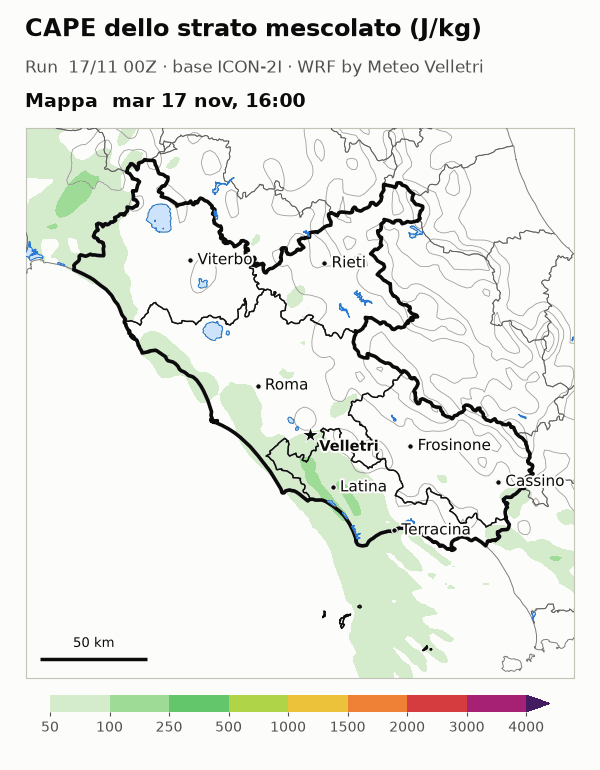 CAPE dello strato mescolato (J/kg)
Run  17/11 00Z · base ICON-2I · WRF by Meteo Velletri
Mappa  mar 17 nov, 16:00
Viterbo
Rieti
Roma
Velletri
Frosinone
Latina
Cassino
Terracina
50 km
50 100 250 500 1000 1500 2000 3000 4000